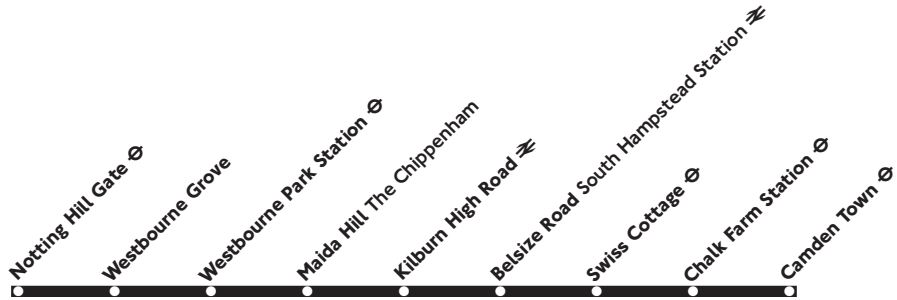 Notting Hill Gate
Westbourne Grove
Westbourne Park Station
Maida Hill The Chippenham
Kilburn High Road
Belsize Road South Hampstead Station
Swiss Cottage
Chalk Farm Station
Camden Town